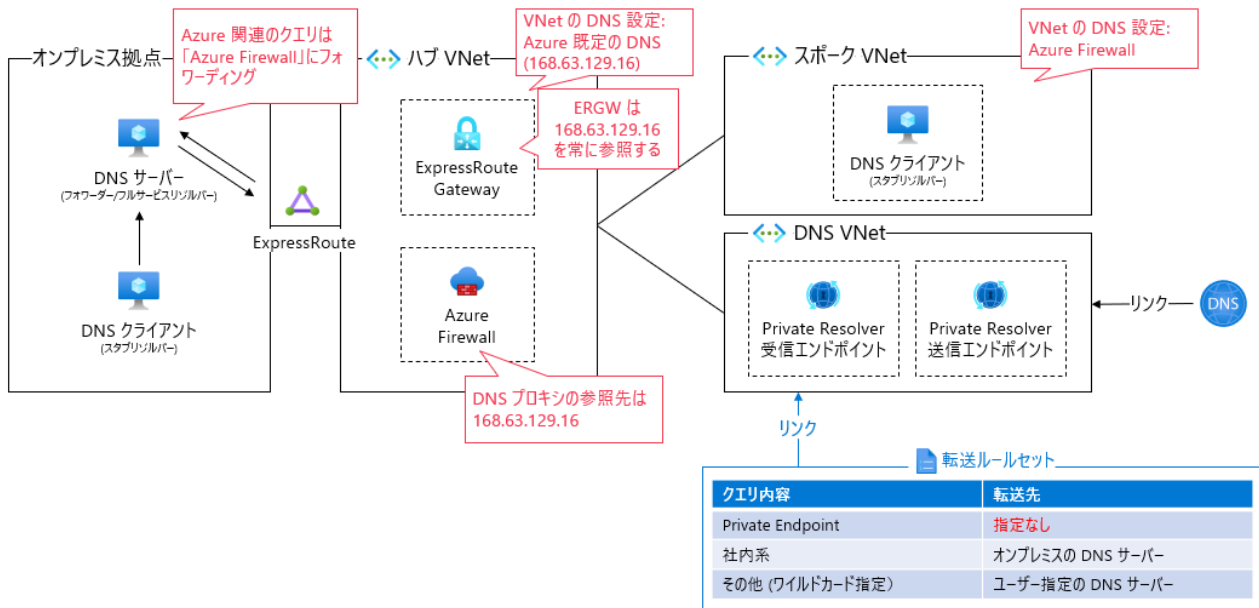 Azure 関連のクエリは
「Azure Firewall」にフォ
ワーディング
VNet の DNS 設定:
Azure 既定の DNS
(168.63.129.16)
VNet の DNS 設定:
Azure Firewall
オンプレミス拠点
ハブ VNet
スポーク VNet
ERGW は
168.63.129.16
を常に参照する
DNS サーバー
(フォワーダー/フルサービスリゾルバー)
ExpressRoute
Gateway
DNS クライアント
(スタブリゾルバー)
ExpressRoute
DNS VNet
DNS クライアント
(スタブリゾルバー)
Azure
Firewall
Private Resolver
受信エンドポイント
Private Resolver
送信エンドポイント
リンク
DNS
DNS プロキシの参照先は
168.63.129.16
リンク
転送ルールセット
クエリ内容 転送先
Private Endpoint 指定なし
社内系 オンプレミスの DNS サーバー
その他 (ワイルドカード指定) ユーザー指定の DNS サーバー